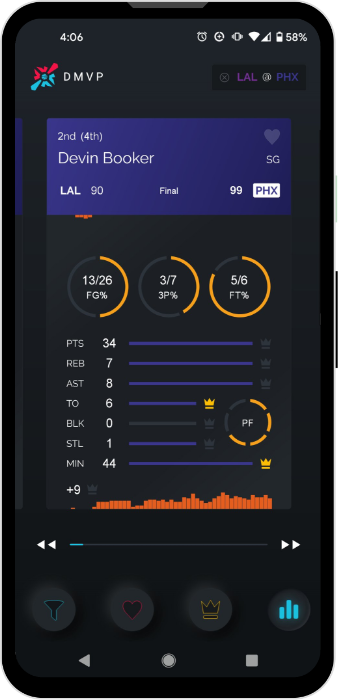 4:06 58%
DMVP LAL @ PHX
2nd (4th)
Devin Booker SG
LAL 90 Final 99 PHX
13/26 3/7 5/6
FG% 3P% FT%
PTS 34
REB 7
AST 8
TO 6
BLK 0 PF
STL 1
MIN 44
+9